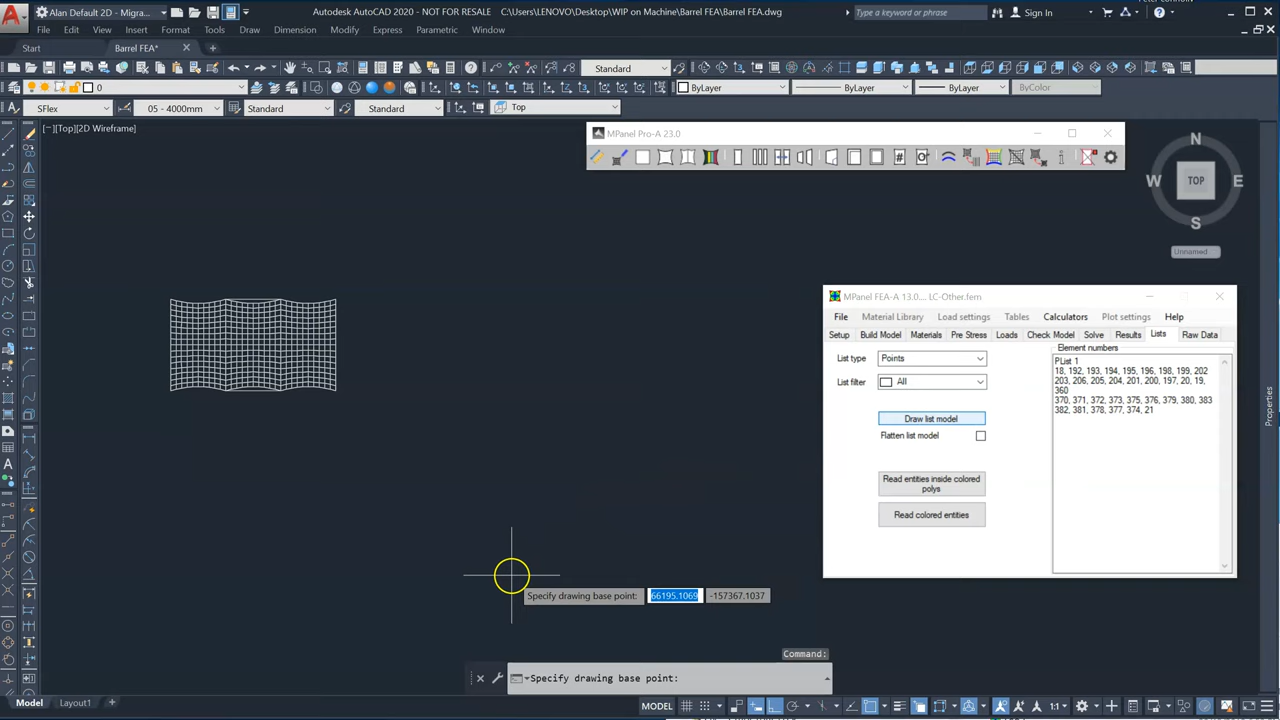 Peter Connolly
Alan Default 2D - Migra...
Autodesk AutoCAD 2020 - NOT FOR RESALE C:\Users\LENOVO\Desktop\WIP on Machine\Barrel FEA\Barrel FEA.dwg
Type a keyword or phrase
Sign In
File Edit View Insert Format Tools Draw Dimension Modify Express Parametric Window
Start Barrel FEA*
Standard
0 ByLayer ByLayer ByLayer ByColor
SFlex 05 - 4000mm Standard Standard Top
[−][Top][2D Wireframe]
MPanel Pro-A 23.0
N
W TOP E
S
Unnamed
MPanel FEA-A 13.0.... LC-Other.fem
File Material Library Load settings Tables Calculators Plot settings Help
Setup Build Model Materials Pre Stress Loads Check Model Solve Results Lists Raw Data
Element numbers
List type Points
List filter All
Draw list model
Flatten list model
Read entities inside colored
polys
Read colored entities
PList 1
18, 192, 193, 194, 195, 196, 198, 199, 202
203, 206, 205, 204, 201, 200, 197, 20, 19,
360
370, 371, 372, 373, 375, 376, 379, 380, 383
382, 381, 378, 377, 374, 21
Properties
Specify drawing base point: 66195.1069 -157367.1037
Command:
Specify drawing base point:
Model Layout1
MODEL 1:1